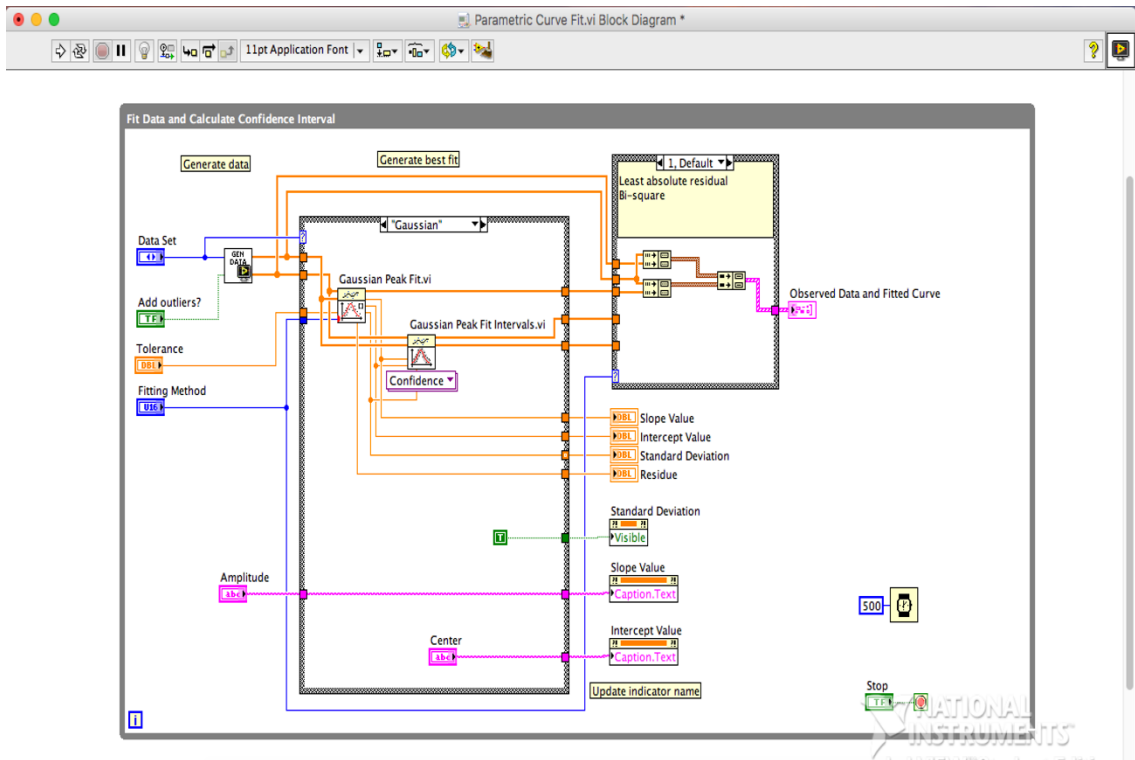 Parametric Curve Fit.vi Block Diagram *
11pt Application Font
?
Fit Data and Calculate Confidence Interval
Generate data
Generate best fit
1, Default
Least absolute residual
Bi-square
"Gaussian"
?
Data Set
GEN
DATA
Gaussian Peak Fit.vi
Add outliers?
TF
Observed Data and Fitted Curve
Gaussian Peak Fit Intervals.vi
Tolerance
DBL
Confidence
?
Fitting Method
U16
DBL Slope Value
DBL Intercept Value
DBL Standard Deviation
DBL Residue
Standard Deviation
T
Visible
Slope Value
Amplitude
abc
Caption.Text
500
Intercept Value
Center
abc
Caption.Text
Update indicator name
Stop
TF
i
NATIONAL
INSTRUMENTS